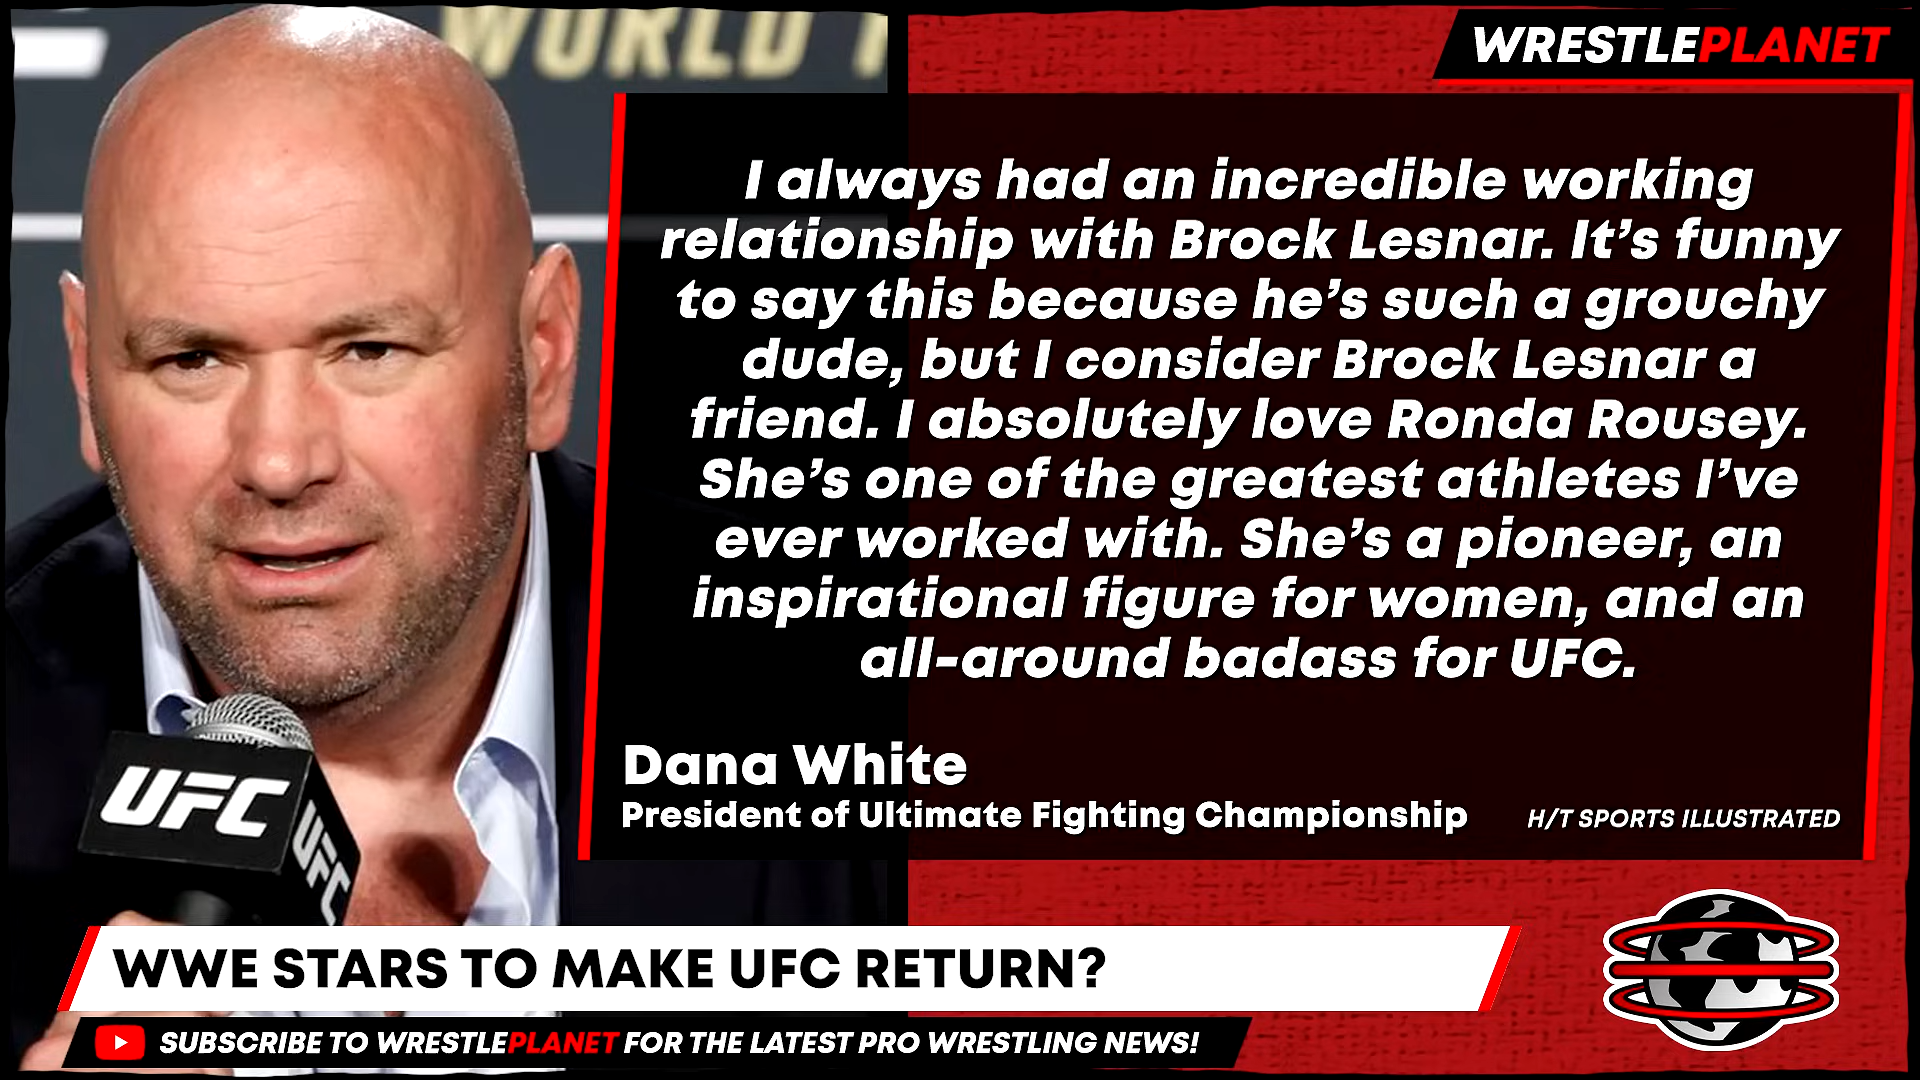 WORLD
WRESTLEPLANET
I always had an incredible working
relationship with Brock Lesnar. It's funny
to say this because he's such a grouchy
dude, but I consider Brock Lesnar a
friend. I absolutely love Ronda Rousey.
She's one of the greatest athletes I've
ever worked with. She's a pioneer, an
inspirational figure for women, and an
all-around badass for UFC.
Dana White
President of Ultimate Fighting Championship
H/T SPORTS ILLUSTRATED
UFC
UFC
WWE STARS TO MAKE UFC RETURN?
SUBSCRIBE TO WRESTLEPLANET FOR THE LATEST PRO WRESTLING NEWS!